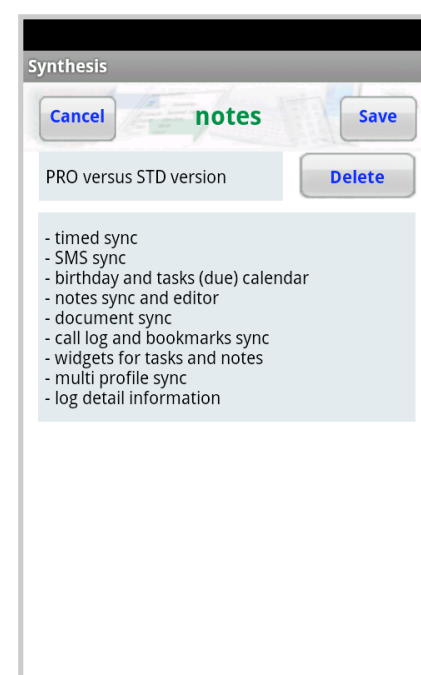 Synthesis
Cancel
notes
Save
PRO versus STD version
Delete
- timed sync
- SMS sync
- birthday and tasks (due) calendar
- notes sync and editor
- document sync
- call log and bookmarks sync
- widgets for tasks and notes
- multi profile sync
- log detail information